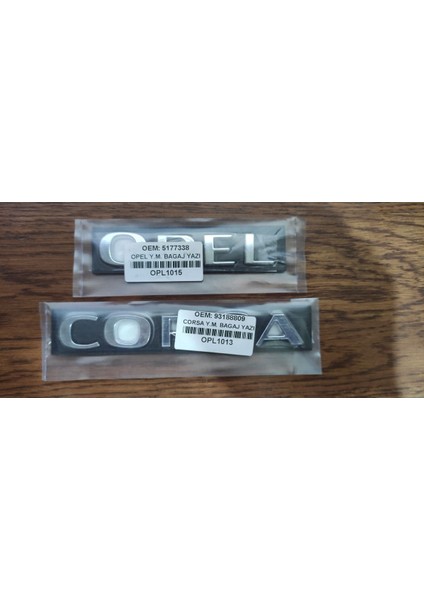 OPEL
OEM: 5177338
OPEL Y.M. BAGAJ YAZI
OPL1015
CORSA
OEM: 93188809
CORSA Y.M. BAGAJ YAZI
OPL1013